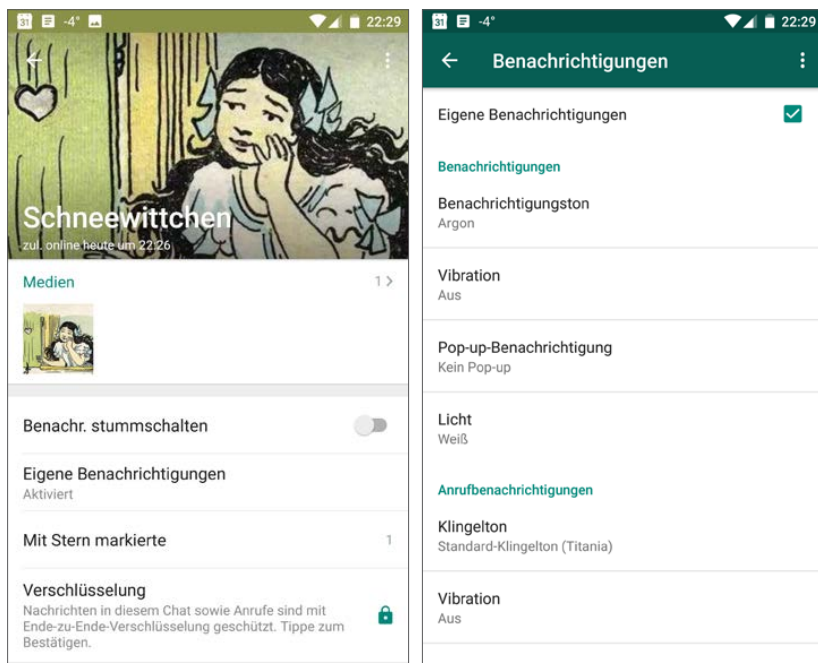 31 -4° 22:29
Schneewittchen
zul. online heute um 22:26
Medien 1 >
Benachr. stummschalten
Eigene Benachrichtigungen
Aktiviert
Mit Stern markierte 1
Verschlüsselung
Nachrichten in diesem Chat sowie Anrufe sind mit
Ende-zu-Ende-Verschlüsselung geschützt. Tippe zum
Bestätigen.
31 -4° 22:29
Benachrichtigungen
Eigene Benachrichtigungen
Benachrichtigungen
Benachrichtigungston
Argon
Vibration
Aus
Pop-up-Benachrichtigung
Kein Pop-up
Licht
Weiß
Anrufbenachrichtigungen
Klingelton
Standard-Klingelton (Titania)
Vibration
Aus